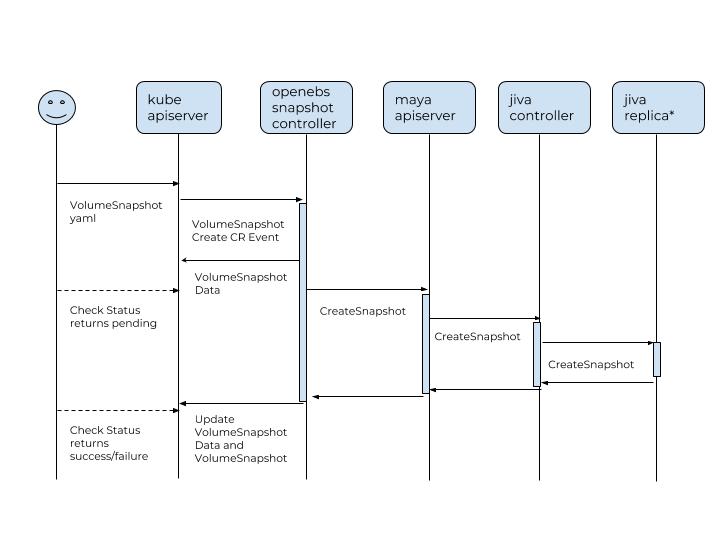 kube
apiserver
openebs
snapshot
controller
maya
apiserver
jiva
controller
jiva
replica*
VolumeSnapshot
yaml
VolumeSnapshot
Create CR Event
VolumeSnapshot
Data
Check Status
returns pending
CreateSnapshot
CreateSnapshot
CreateSnapshot
Check Status
returns
success/failure
Update
VolumeSnapshot
Data and
VolumeSnapshot